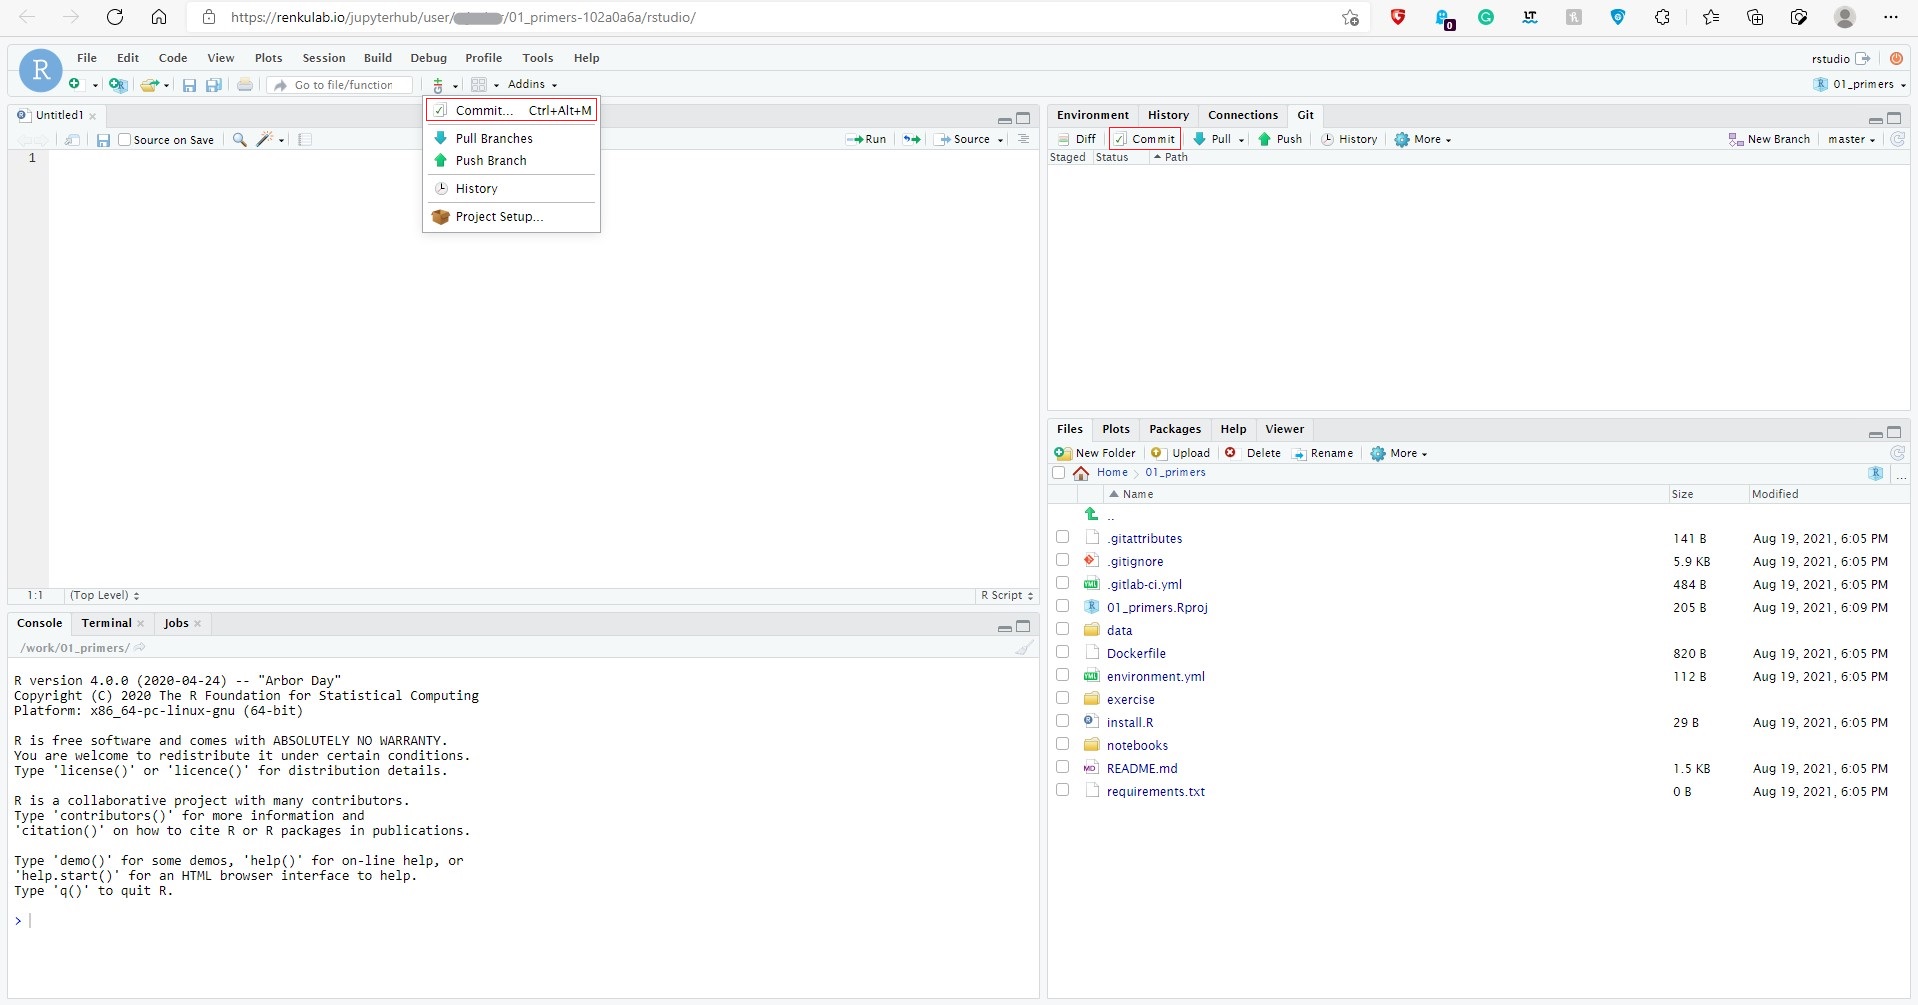 https://renkulab.io/jupyterhub/user/ /01_primers-102a0a6a/rstudio/
0
R
File Edit Code View Plots Session Build Debug Profile Tools Help
rstudio
Go to file/function
Addins
01_primers
Commit... Ctrl+Alt+M
Pull Branches
Push Branch
History
Project Setup...
Untitled1
Source on Save
Run
Source
1
1:1 (Top Level) R Script
Console Terminal Jobs
/work/01_primers/
R version 4.0.0 (2020-04-24) -- "Arbor Day"
Copyright (C) 2020 The R Foundation for Statistical Computing
Platform: x86_64-pc-linux-gnu (64-bit)
R is free software and comes with ABSOLUTELY NO WARRANTY.
You are welcome to redistribute it under certain conditions.
Type 'license()' or 'licence()' for distribution details.
R is a collaborative project with many contributors.
Type 'contributors()' for more information and
'citation()' on how to cite R or R packages in publications.
Type 'demo()' for some demos, 'help()' for on-line help, or
'help.start()' for an HTML browser interface to help.
Type 'q()' to quit R.
>
Environment History Connections Git
Diff Commit Pull Push History More New Branch master
Staged Status Path
Files Plots Packages Help Viewer
New Folder Upload Delete Rename More
Home 01_primers ...
Name Size Modified
..
.gitattributes 141 B Aug 19, 2021, 6:05 PM
.gitignore 5.9 KB Aug 19, 2021, 6:05 PM
.gitlab-ci.yml 484 B Aug 19, 2021, 6:05 PM
01_primers.Rproj 205 B Aug 19, 2021, 6:09 PM
data
Dockerfile 820 B Aug 19, 2021, 6:05 PM
environment.yml 112 B Aug 19, 2021, 6:05 PM
exercise
install.R 29 B Aug 19, 2021, 6:05 PM
notebooks
README.md 1.5 KB Aug 19, 2021, 6:05 PM
requirements.txt 0 B Aug 19, 2021, 6:05 PM